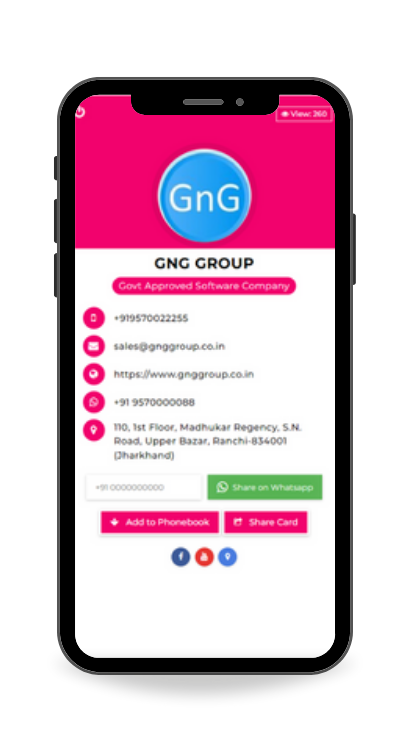 View: 360
GnG
GNG GROUP
Govt Approved Software Company
+919570022255
sales@gnggroup.co.in
https://www.gnggroup.co.in
+91 9570000088
110, 1st Floor, Madhukar Regency, S.N.
Road, Upper Bazar, Ranchi-834001
(Jharkhand)
+91 0000000000
Share on Whatsapp
Add to Phonebook
Share Card